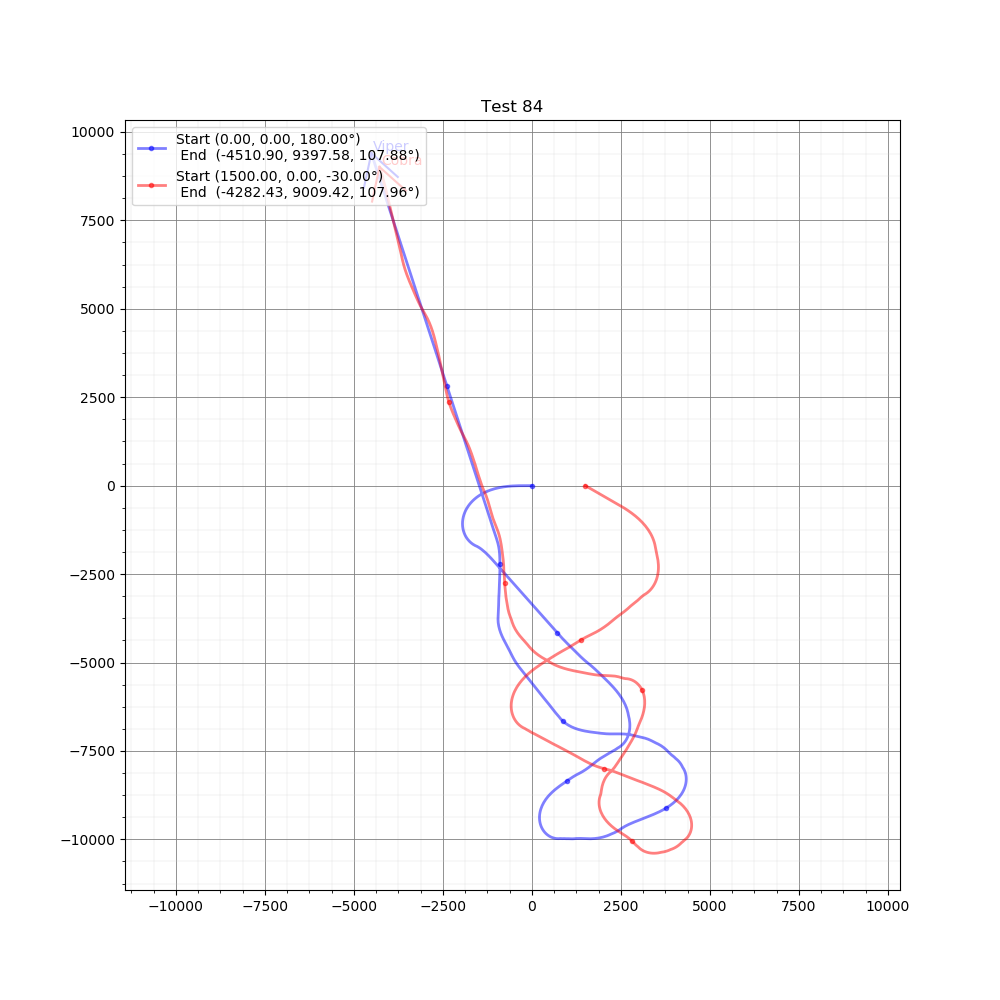 Test 84
Start (0.00, 0.00, 180.00°)
End (-4510.90, 9397.58, 107.88°)
Start (1500.00, 0.00, -30.00°)
End (-4282.43, 9009.42, 107.96°)
Viper
Cobra
10000
7500
5000
2500
0
−2500
−5000
−7500
−10000
−10000 −7500 −5000 −2500 0 2500 5000 7500 10000